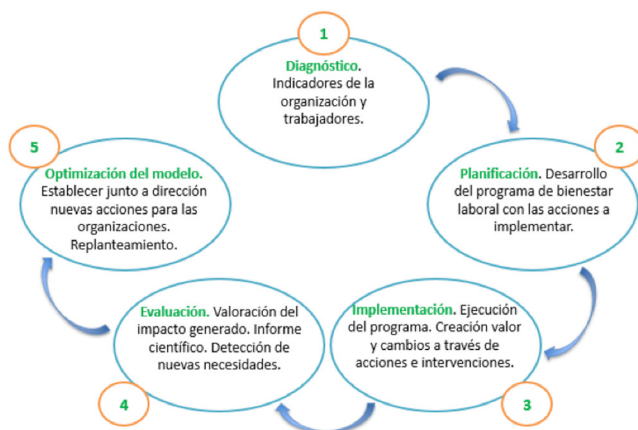 1
Diagnóstico.
Indicadores de la
organización y
trabajadores.
2
Planificación. Desarrollo
del programa de bienestar
laboral con las acciones a
implementar.
3
Implementación. Ejecución
del programa. Creación valor
y cambios a través de
acciones e intervenciones.
4
Evaluación. Valoración del
impacto generado. Informe
científico. Detección de
nuevas necesidades.
5
Optimización del modelo.
Establecer junto a dirección
nuevas acciones para las
organizaciones.
Replanteamiento.